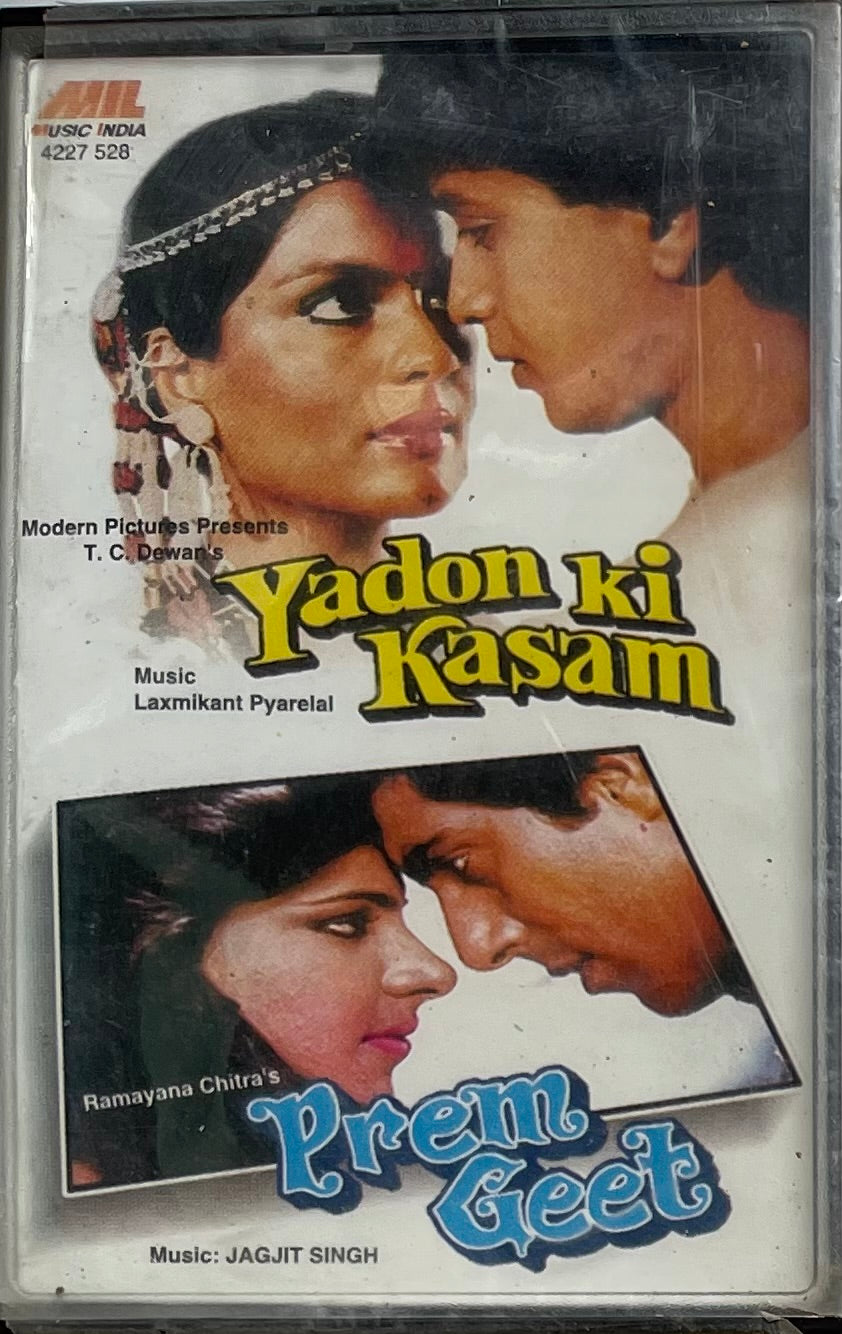 MIL
MUSIC INDIA
4227 528
Modern Pictures Presents
T. C. Dewan's
Yadon ki
Kasam
Music
Laxmikant Pyarelal
Ramayana Chitra's
Prem
Geet
Music: JAGJIT SINGH